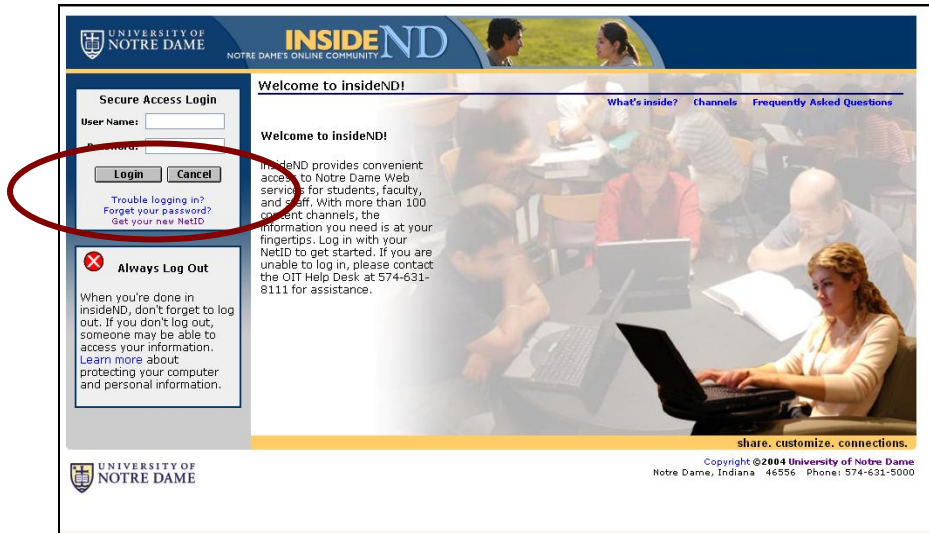 UNIVERSITY OF
NOTRE DAME
INSIDE ND
NOTRE DAME'S ONLINE COMMUNITY
Secure Access Login
User Name:
Password:
Login Cancel
Trouble logging in?
Forget your password?
Get your new NetID
Always Log Out
When you're done in
insideND, don't forget to log
out. If you don't log out,
someone may be able to
access your information.
Learn more about
protecting your computer
and personal information.
Welcome to insideND!
What's inside? Channels Frequently Asked Questions
Welcome to insideND!
insideND provides convenient
access to Notre Dame Web
services for students, faculty,
and staff. With more than 100
content channels, the
information you need is at your
fingertips. Log in with your
NetID to get started. If you are
unable to log in, please contact
the OIT Help Desk at 574-631-
8111 for assistance.
share. customize. connections.
UNIVERSITY OF
NOTRE DAME
Copyright ©2004 University of Notre Dame
Notre Dame, Indiana 46556 Phone: 574-631-5000